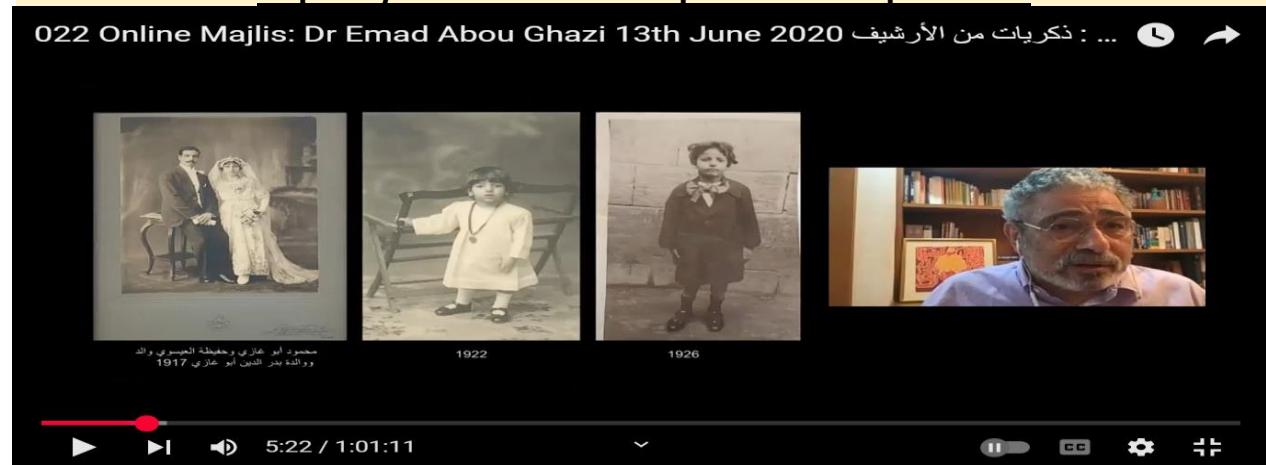 022 Online Majlis: Dr Emad Abou Ghazi 13th June 2020 ذكريات من الأرشيف : ...
محمود أبو غازي وحفيظة العيسوي والد
ووالدة بدر الدين أبو غازي 1917
1922
1926
5:22 / 1:01:11
CC